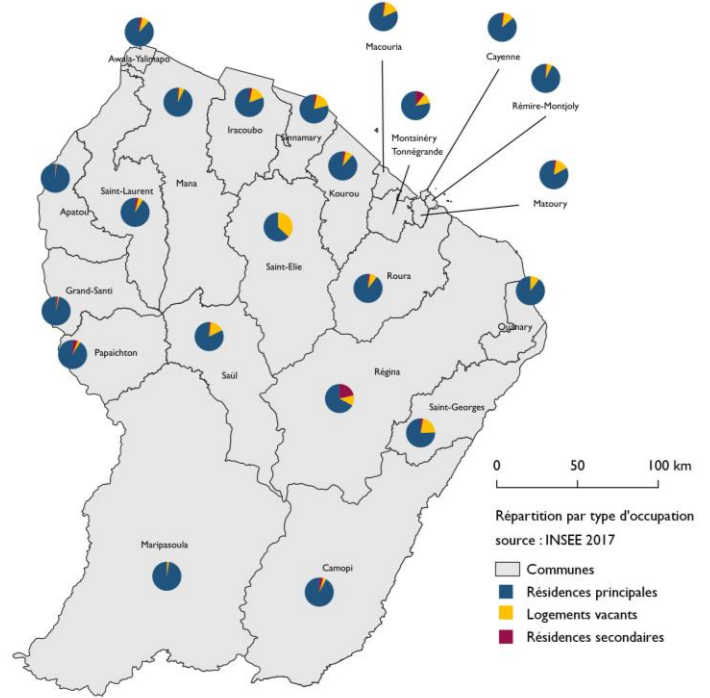 Macouria
Cayenne
Awala-Yalimapo
Rémire-Montjoly
Iracoubo
Sinnamary
Montsinéry
Tonnégrande
4
Mana
Kourou
Saint-Laurent
Matoury
Apatou
Saint-Elie
Roura
Grand-Santi
Ouanary
Papaïchton
Saül
Régina
Saint-Georges
0 50 100 km
Répartition par type d'occupation
source : INSEE 2017
Maripasoula
Camopi
Communes
Résidences principales
Logements vacants
Résidences secondaires